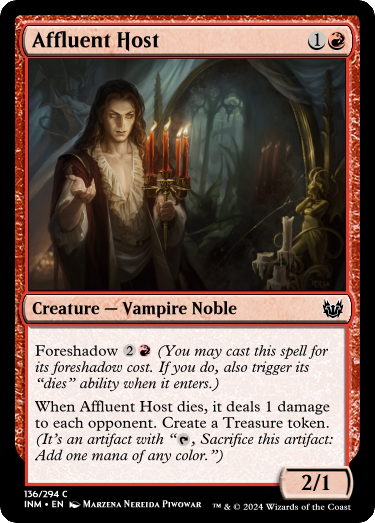 Affluent Host 1
Creature — Vampire Noble
Foreshadow 2 (You may cast this spell for
its foreshadow cost. If you do, also trigger its
“dies” ability when it enters.)
When Affluent Host dies, it deals 1 damage
to each opponent. Create a Treasure token.
(It’s an artifact with “, Sacrifice this artifact:
Add one mana of any color.”)
2/1
136/294 C
INM • EN Marzena Nereida Piwowar ™ & © 2024 Wizards of the Coast